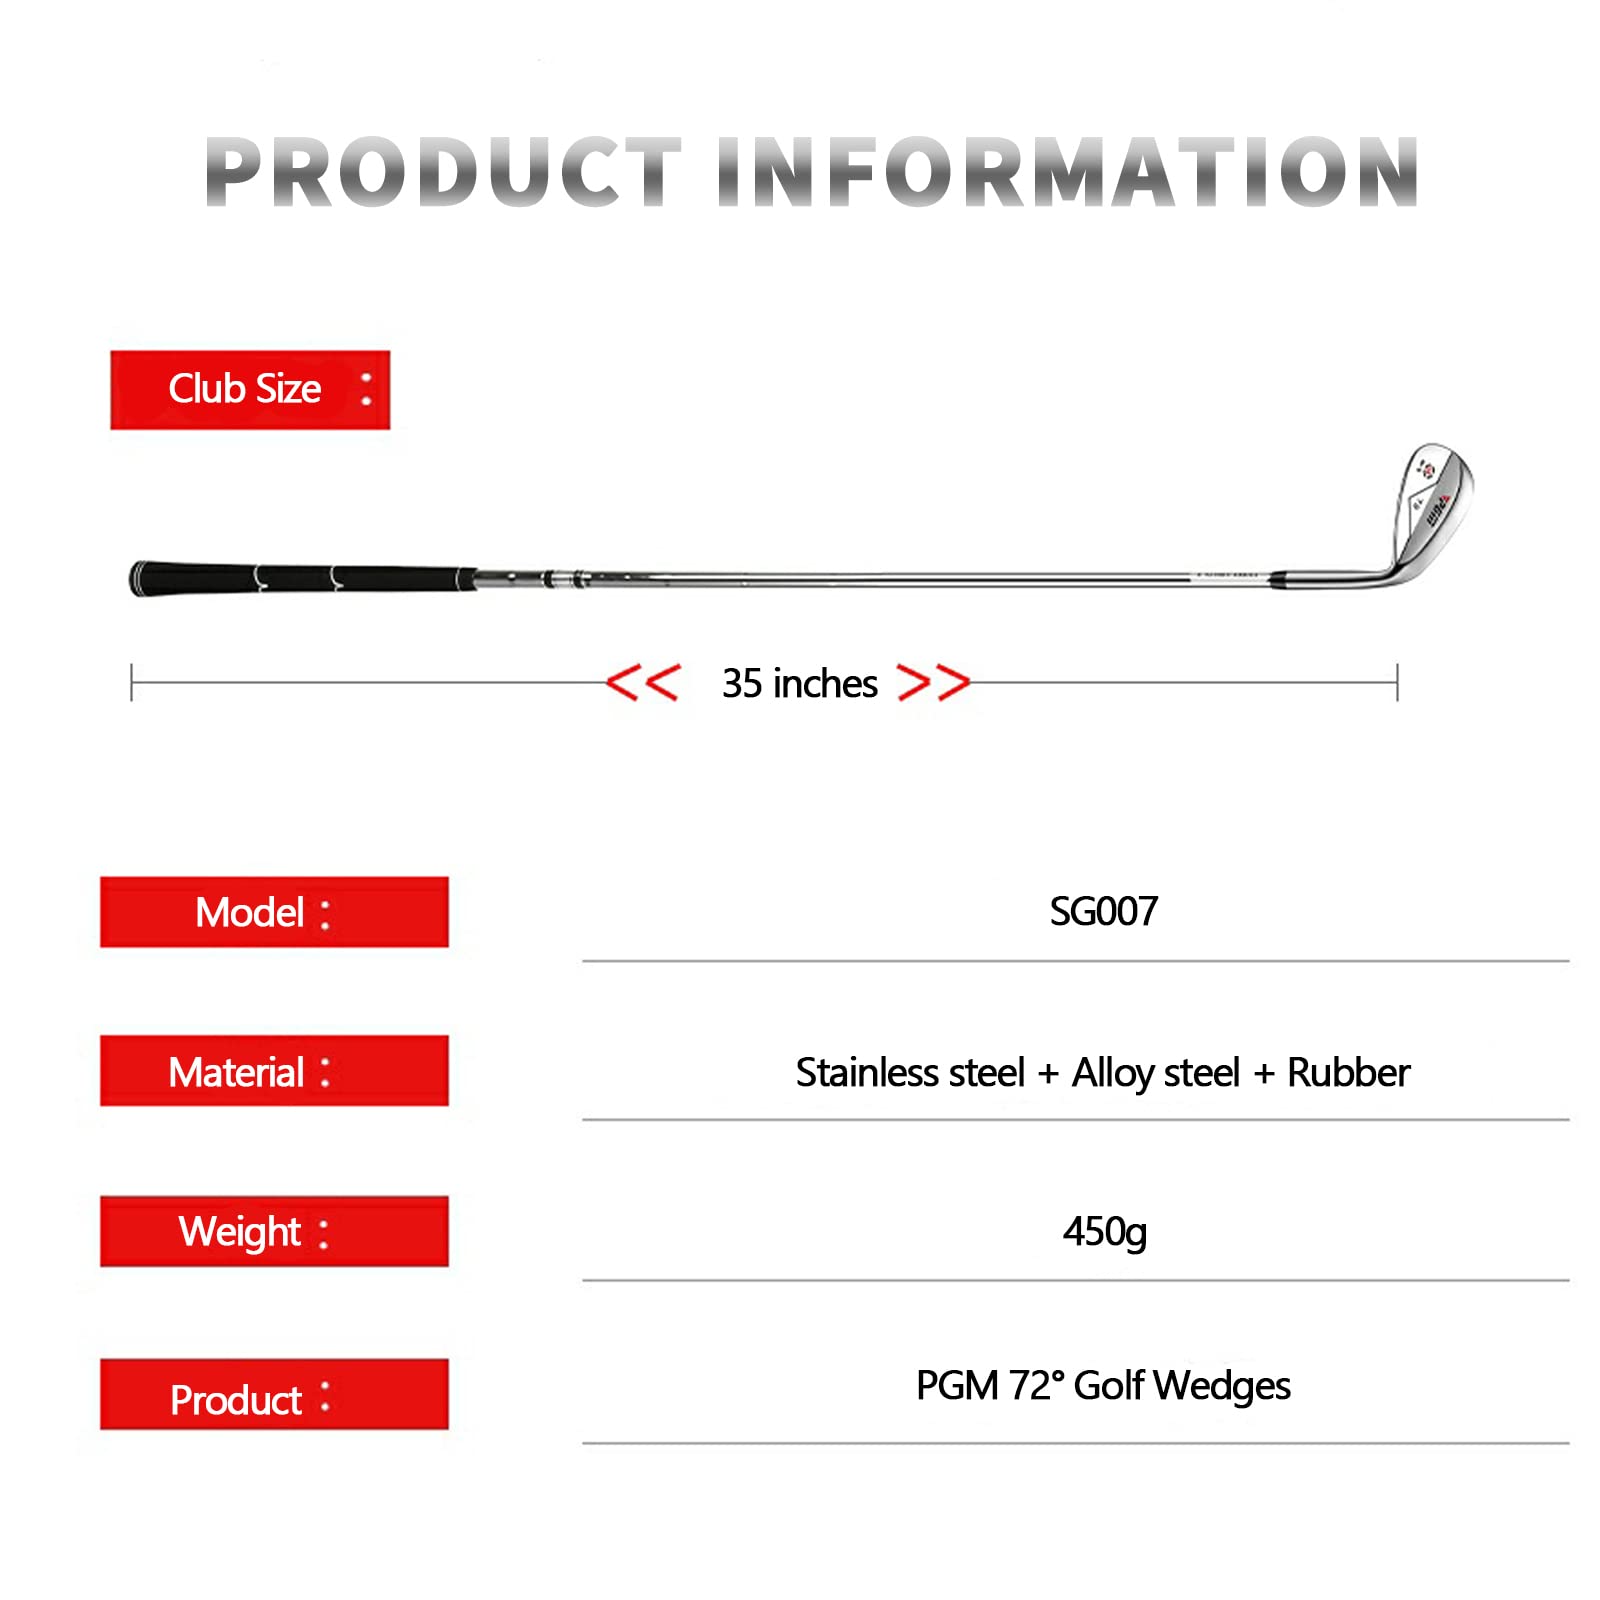 PRODUCT INFORMATION
Club Size :
PGM
35 inches
Model : SG007
Material : Stainless steel + Alloy steel + Rubber
Weight : 450g
Product : PGM 72° Golf Wedges